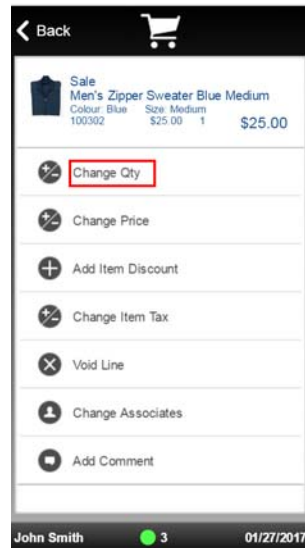 Back
Sale
Men's Zipper Sweater Blue Medium
Colour: Blue Size: Medium
100302 $25.00 1 $25.00
Change Qty
Change Price
Add Item Discount
Change Item Tax
Void Line
Change Associates
Add Comment
John Smith 3 01/27/2017